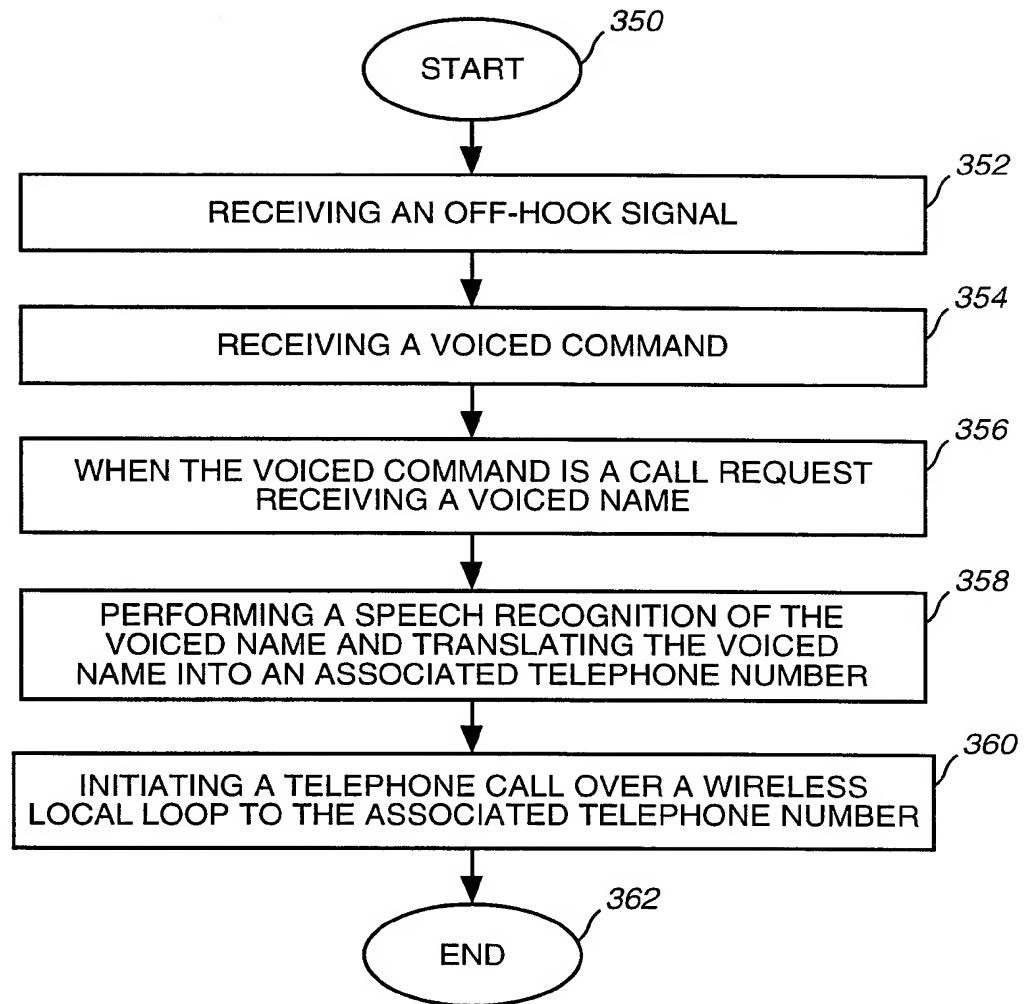 350
START
352
RECEIVING AN OFF-HOOK SIGNAL
354
RECEIVING A VOICED COMMAND
356
WHEN THE VOICED COMMAND IS A CALL REQUEST
RECEIVING A VOICED NAME
358
PERFORMING A SPEECH RECOGNITION OF THE
VOICED NAME AND TRANSLATING THE VOICED
NAME INTO AN ASSOCIATED TELEPHONE NUMBER
360
INITIATING A TELEPHONE CALL OVER A WIRELESS
LOCAL LOOP TO THE ASSOCIATED TELEPHONE NUMBER
362
END